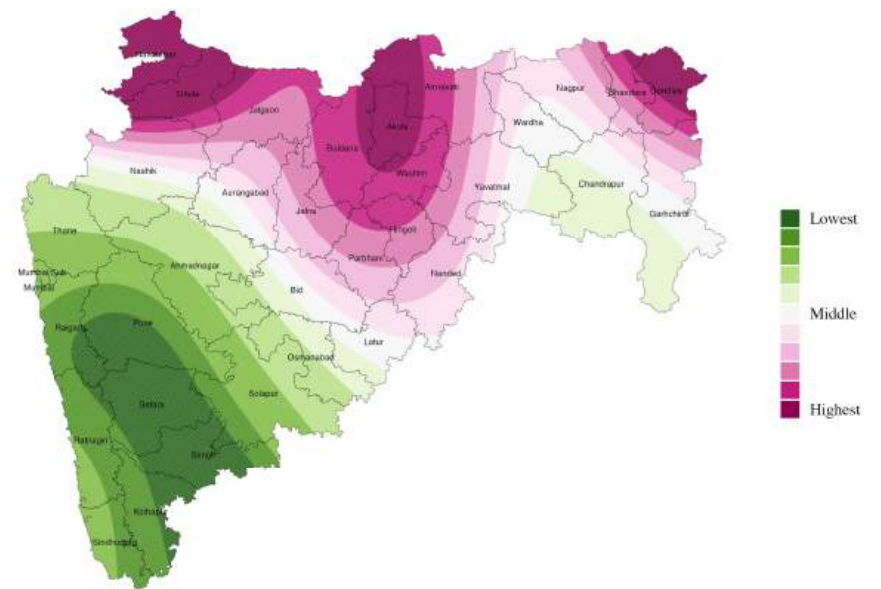 Nandurbar
Dhule
Jalgaon
Akola
Amravati
Buldana
Washim
Nagpur
Bhandara
Gondiya
Wardha
Nashik
Aurangabad
Jalna
Hingoli
Parbhani
Nanded
Yavatmal
Chandrapur
Garhchiroli
Thane
Ahmadnagar
Mumbai Sub
Mumbai
Bid
Latur
Raigarh
Pune
Osmanabad
Solapur
Satara
Ratnagiri
Sangli
Kolhapur
Sindhudurg
Lowest
Middle
Highest